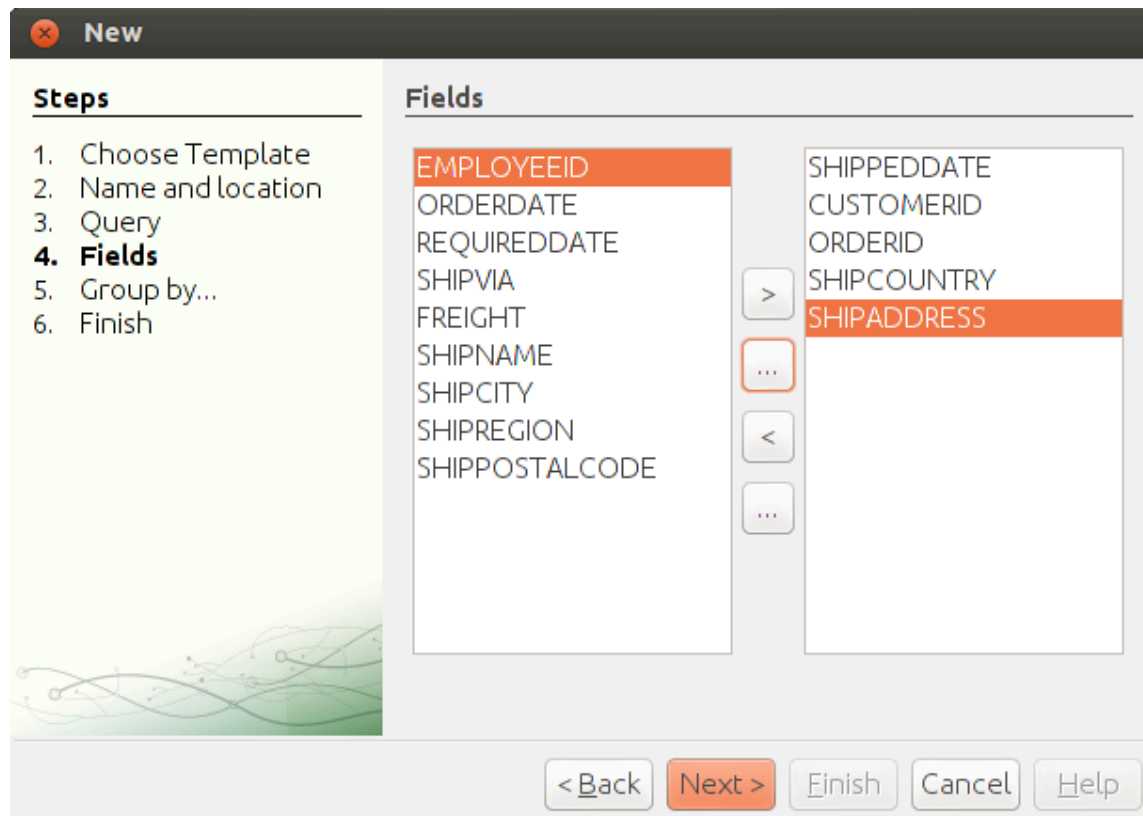 New
Steps
1. Choose Template
2. Name and location
3. Query
4. Fields
5. Group by...
6. Finish
Fields
EMPLOYEEID
ORDERDATE
REQUIREDDATE
SHIPVIA
FREIGHT
SHIPNAME
SHIPCITY
SHIPREGION
SHIPPOSTALCODE
>
...
<
...
SHIPPEDDATE
CUSTOMERID
ORDERID
SHIPCOUNTRY
SHIPADDRESS
< Back Next > Finish Cancel Help